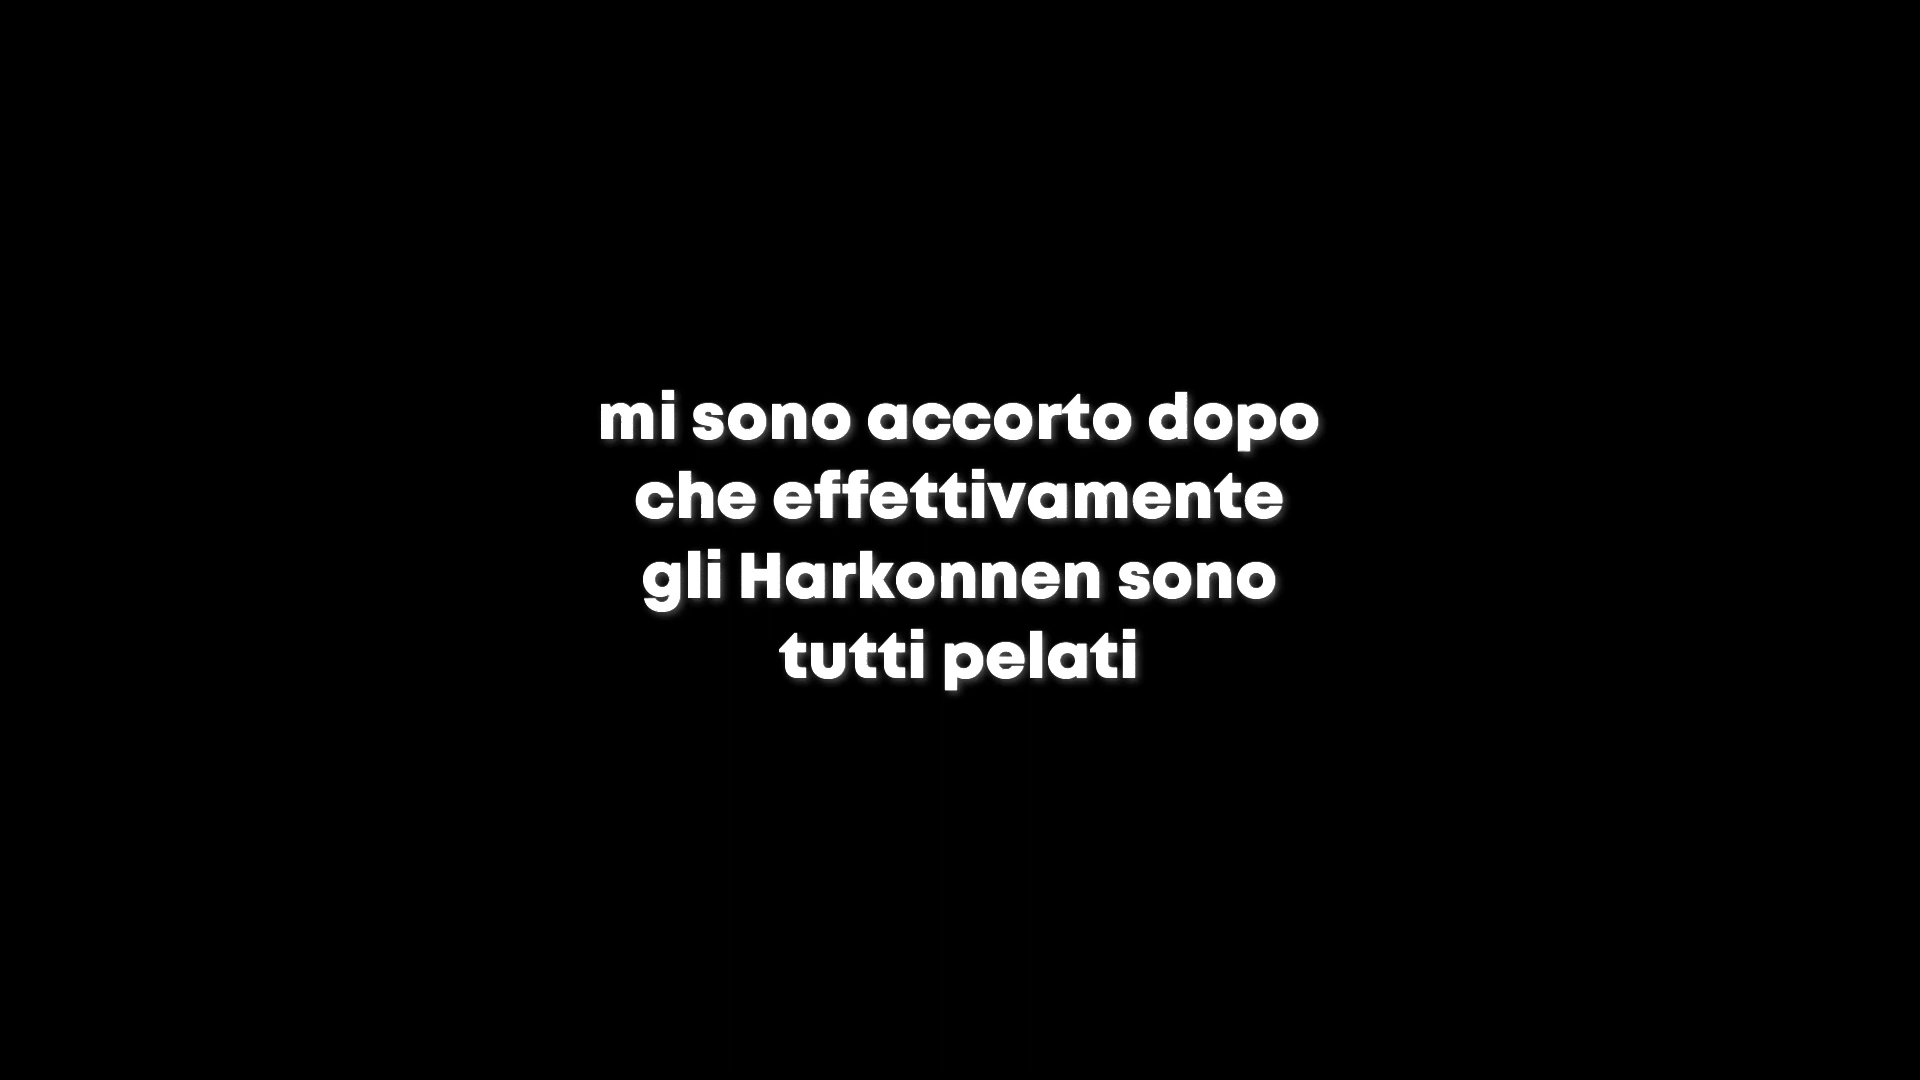 mi sono accorto dopo
che effettivamente
gli Harkonnen sono
tutti pelati